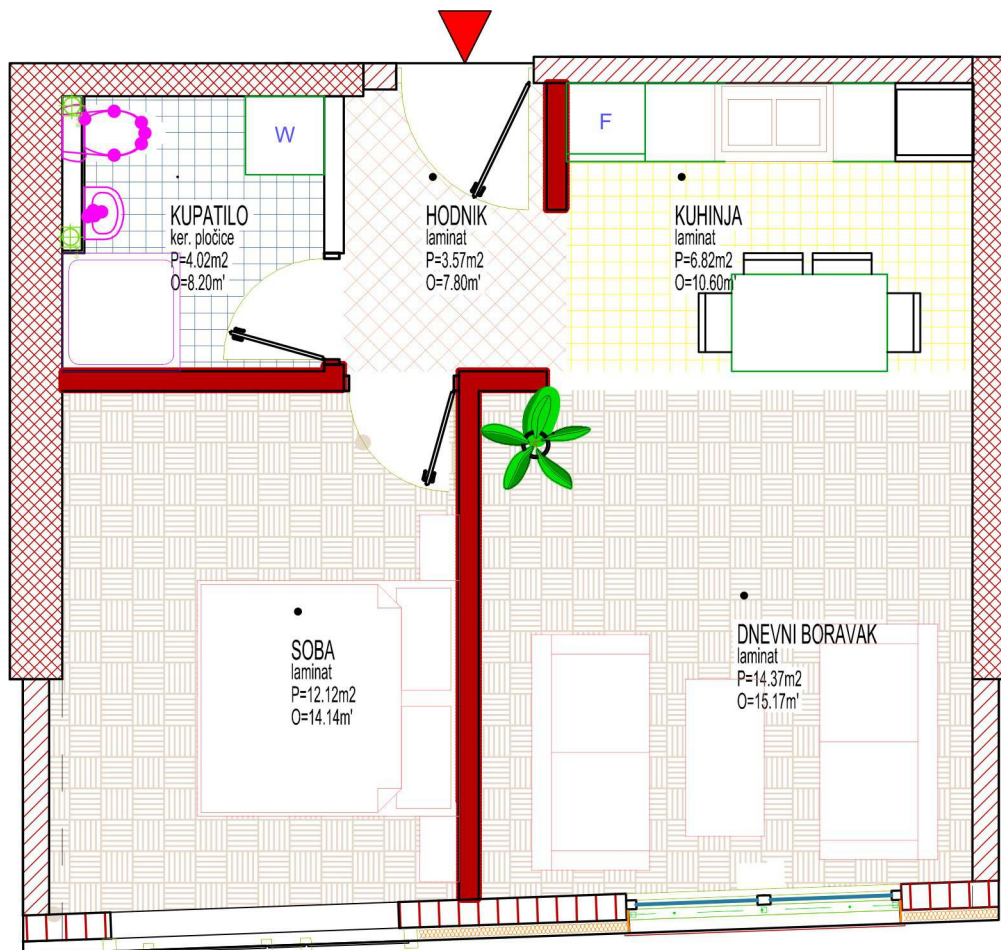 W
F
KUPATILO
ker. pločice
P=4.02m2
O=8.20m'
HODNIK
laminat
P=3.57m2
O=7.80m'
KUHINJA
laminat
P=6.82m2
O=10.60m'
SOBA
laminat
P=12.12m2
O=14.14m'
DNEVNI BORAVAK
laminat
P=14.37m2
O=15.17m'